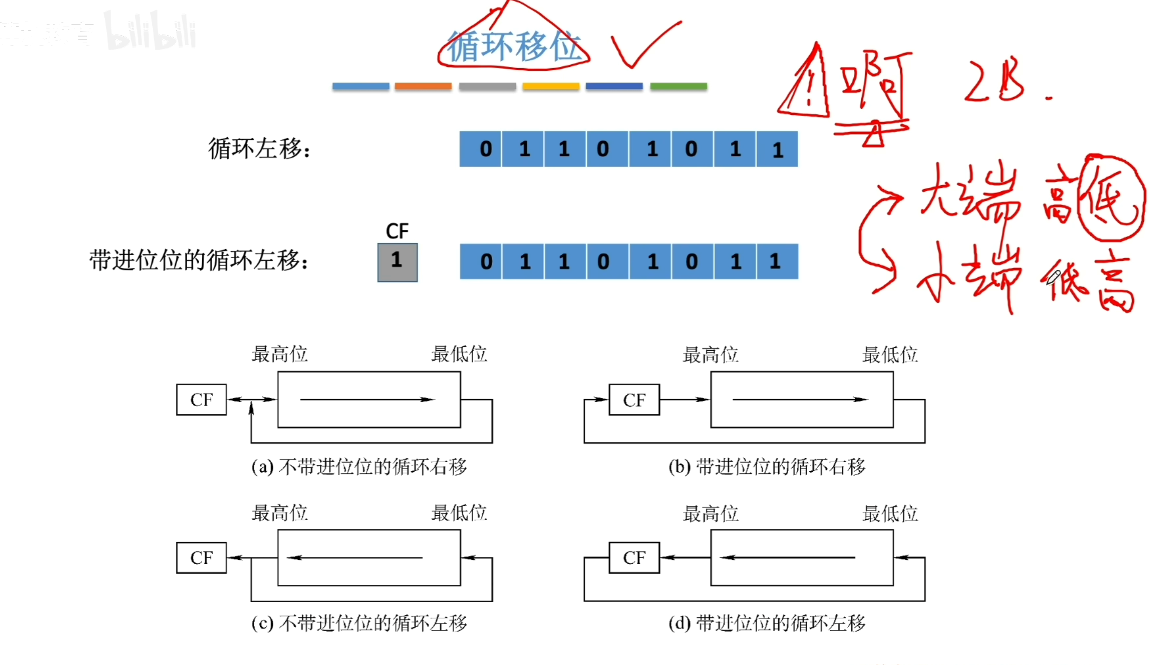 bilibili
循环移位
啊 2B.
循环左移： 0 1 1 0 1 0 1 1
大端 高低
CF
带进位位的循环左移： 1 0 1 1 0 1 0 1 1
小端 低高
最高位 最低位 最高位 最低位
CF CF
(a) 不带进位位的循环右移 (b) 带进位位的循环右移
最高位 最低位 最高位 最低位
CF CF
(c) 不带进位位的循环左移 (d) 带进位位的循环左移